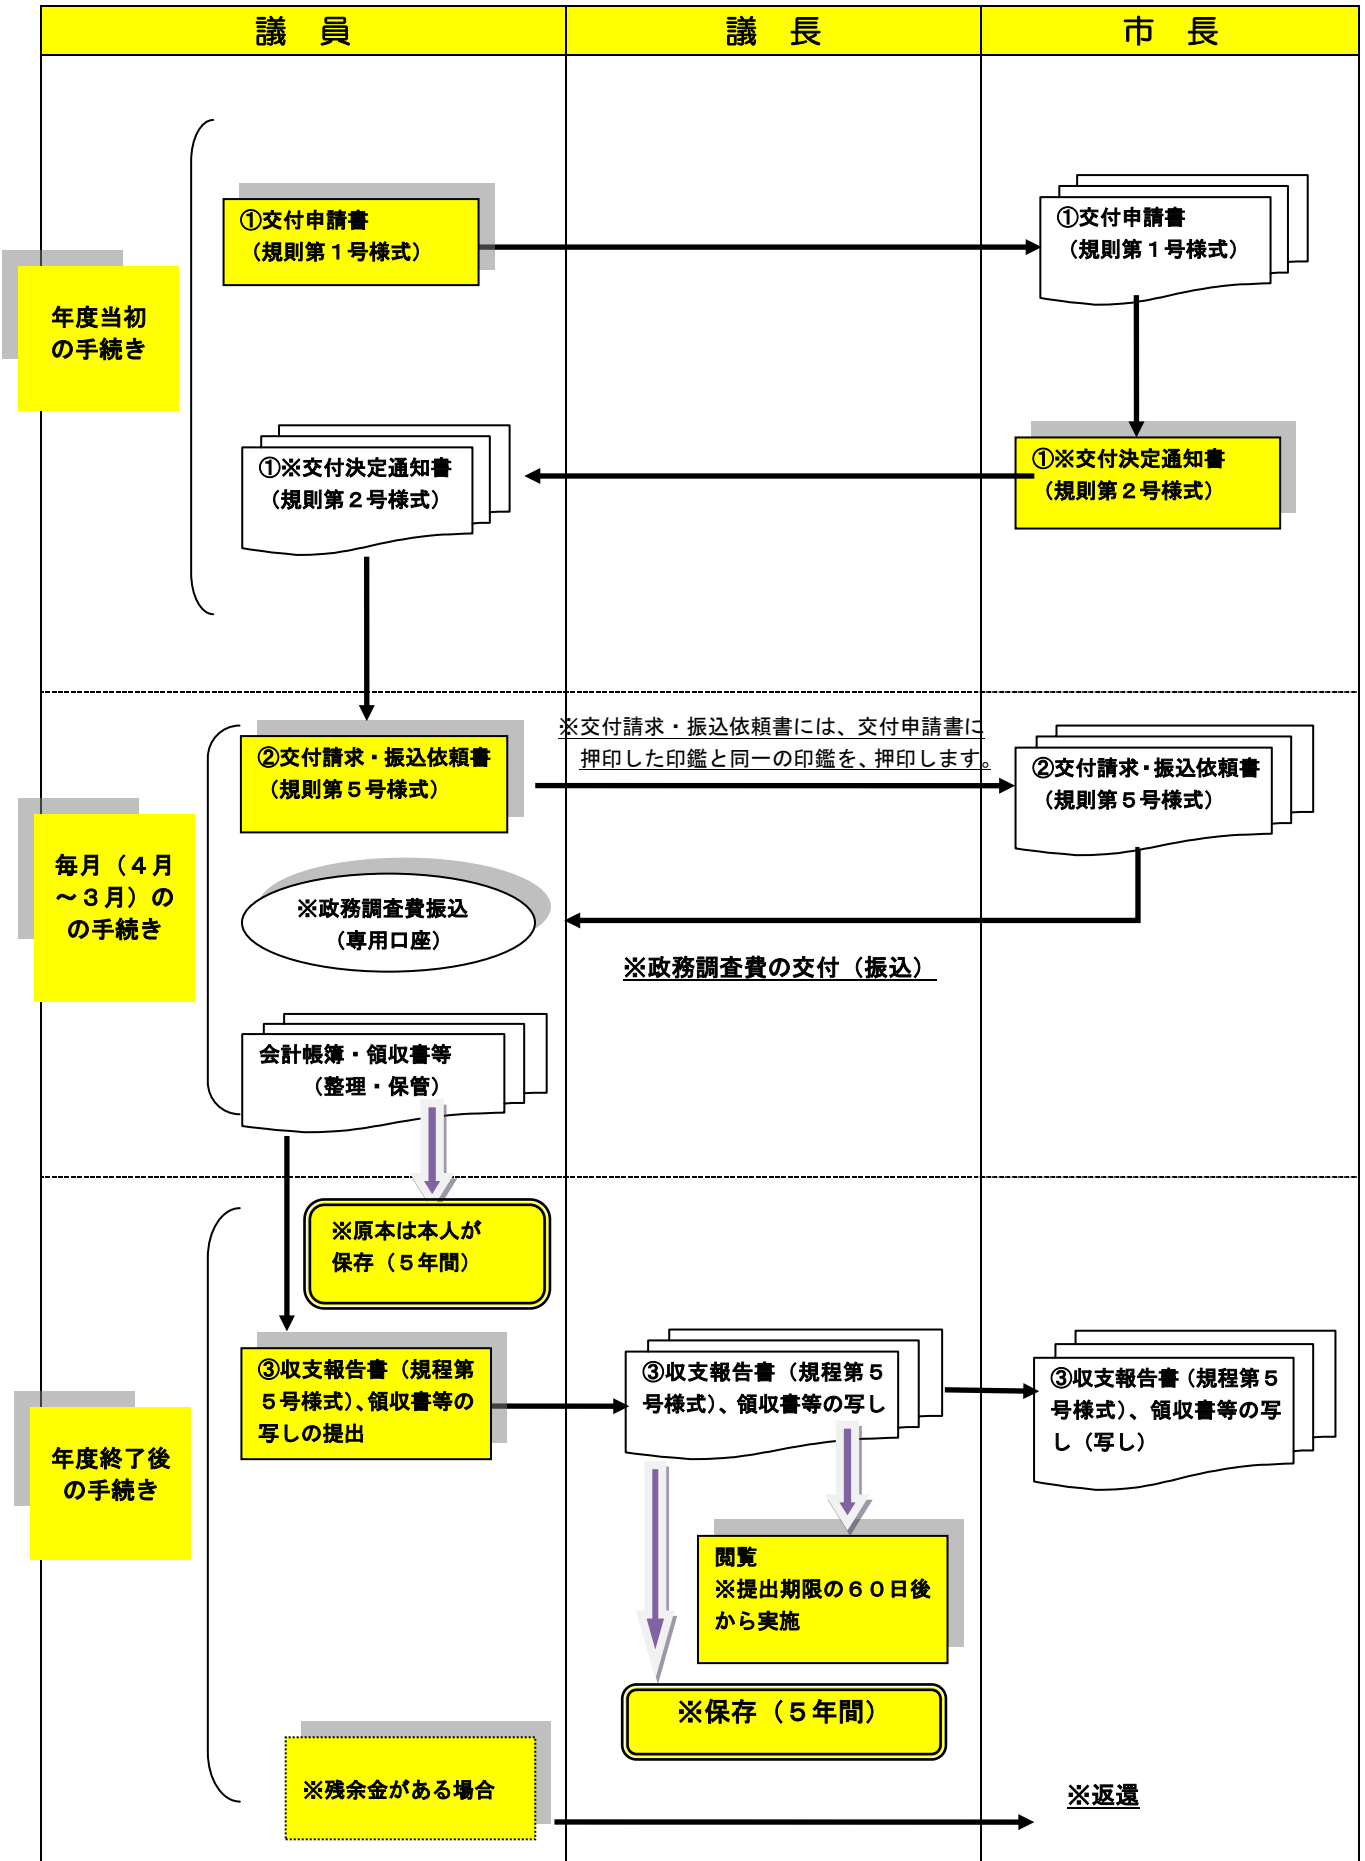 議　員
議　長
市　長
年度当初
の手続き
①交付申請書
（規則第１号様式）
①交付申請書
（規則第１号様式）
①※交付決定通知書
（規則第２号様式）
①※交付決定通知書
（規則第２号様式）
毎月（４月
～３月）の
の手続き
②交付請求・振込依頼書
（規則第５号様式）
※交付請求・振込依頼書には、交付申請書に
押印した印鑑と同一の印鑑を、押印します。
②交付請求・振込依頼書
（規則第５号様式）
※政務調査費振込
（専用口座）
※政務調査費の交付（振込）
会計帳簿・領収書等
（整理・保管）
※原本は本人が
保存（５年間）
年度終了後
の手続き
③収支報告書（規程第
５号様式）、領収書等の
写しの提出
③収支報告書（規程第５
号様式）、領収書等の写し
③収支報告書（規程第５
号様式）、領収書等の写
し（写し）
閲覧
※提出期限の６０日後
から実施
※保存（５年間）
※残余金がある場合
※返還